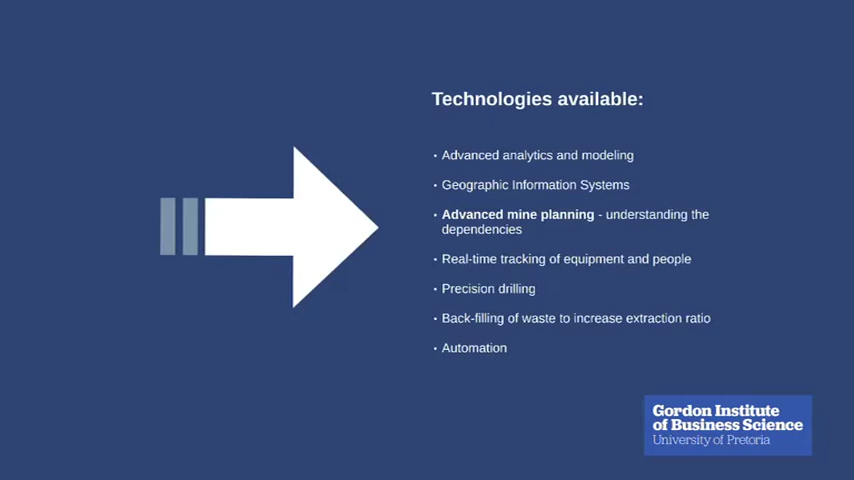 Technologies available:
• Advanced analytics and modeling
• Geographic Information Systems
• Advanced mine planning - understanding the
dependencies
• Real-time tracking of equipment and people
• Precision drilling
• Back-filling of waste to increase extraction ratio
• Automation
Gordon Institute
of Business Science
University of Pretoria